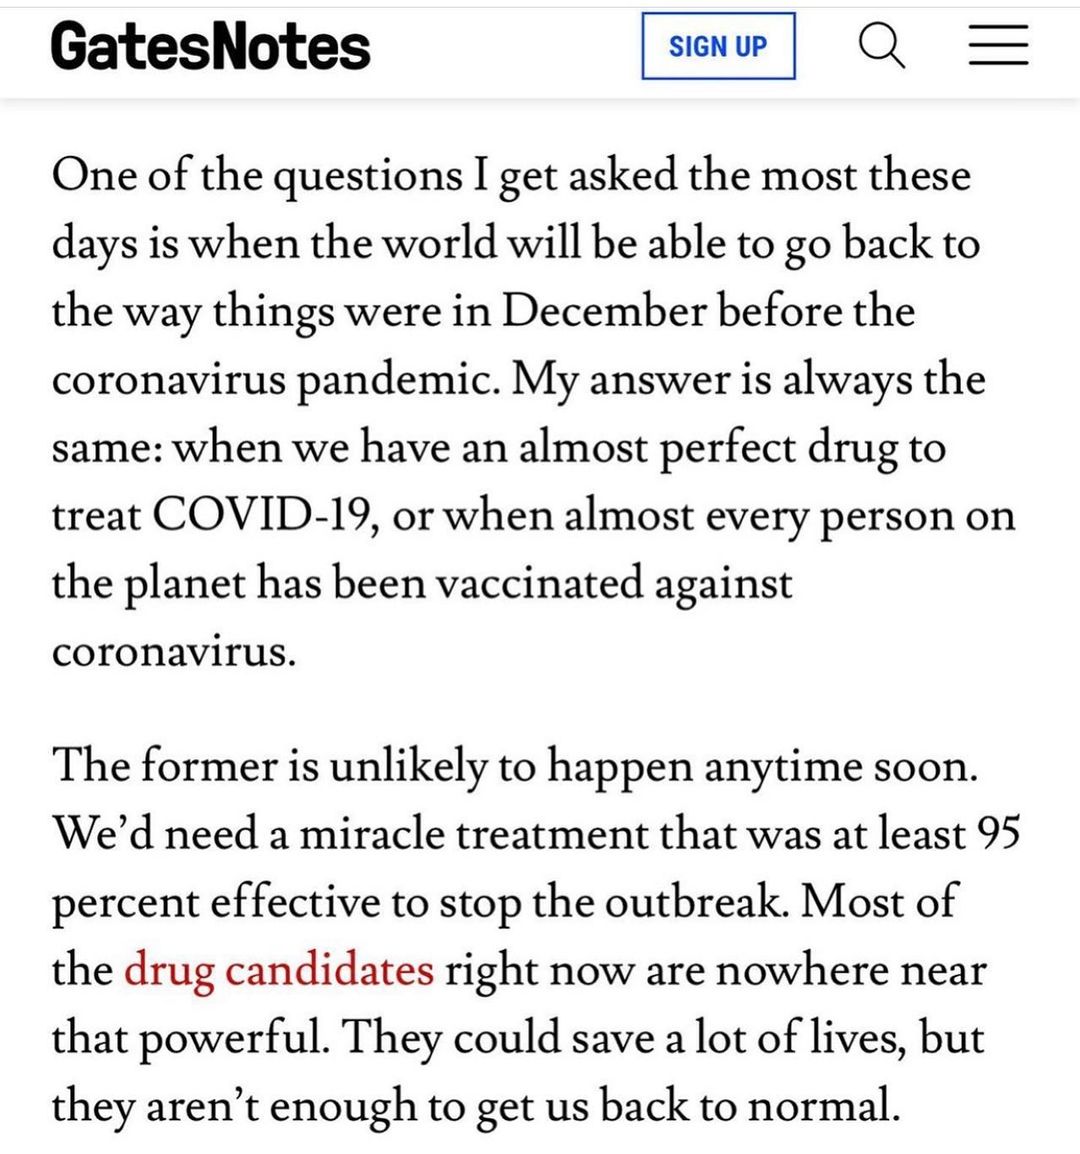 GatesNotes
SIGN UP
One of the questions I get asked the most these
days is when the world will be able to go back to
the way things were in December before the
coronavirus pandemic. My answer is always the
same: when we have an almost perfect drug to
treat COVID-19, or when almost every person on
the planet has been vaccinated against
coronavirus.
The former is unlikely to happen anytime soon.
We’d need a miracle treatment that was at least 95
percent effective to stop the outbreak. Most of
the drug candidates right now are nowhere near
that powerful. They could save a lot of lives, but
they aren’t enough to get us back to normal.